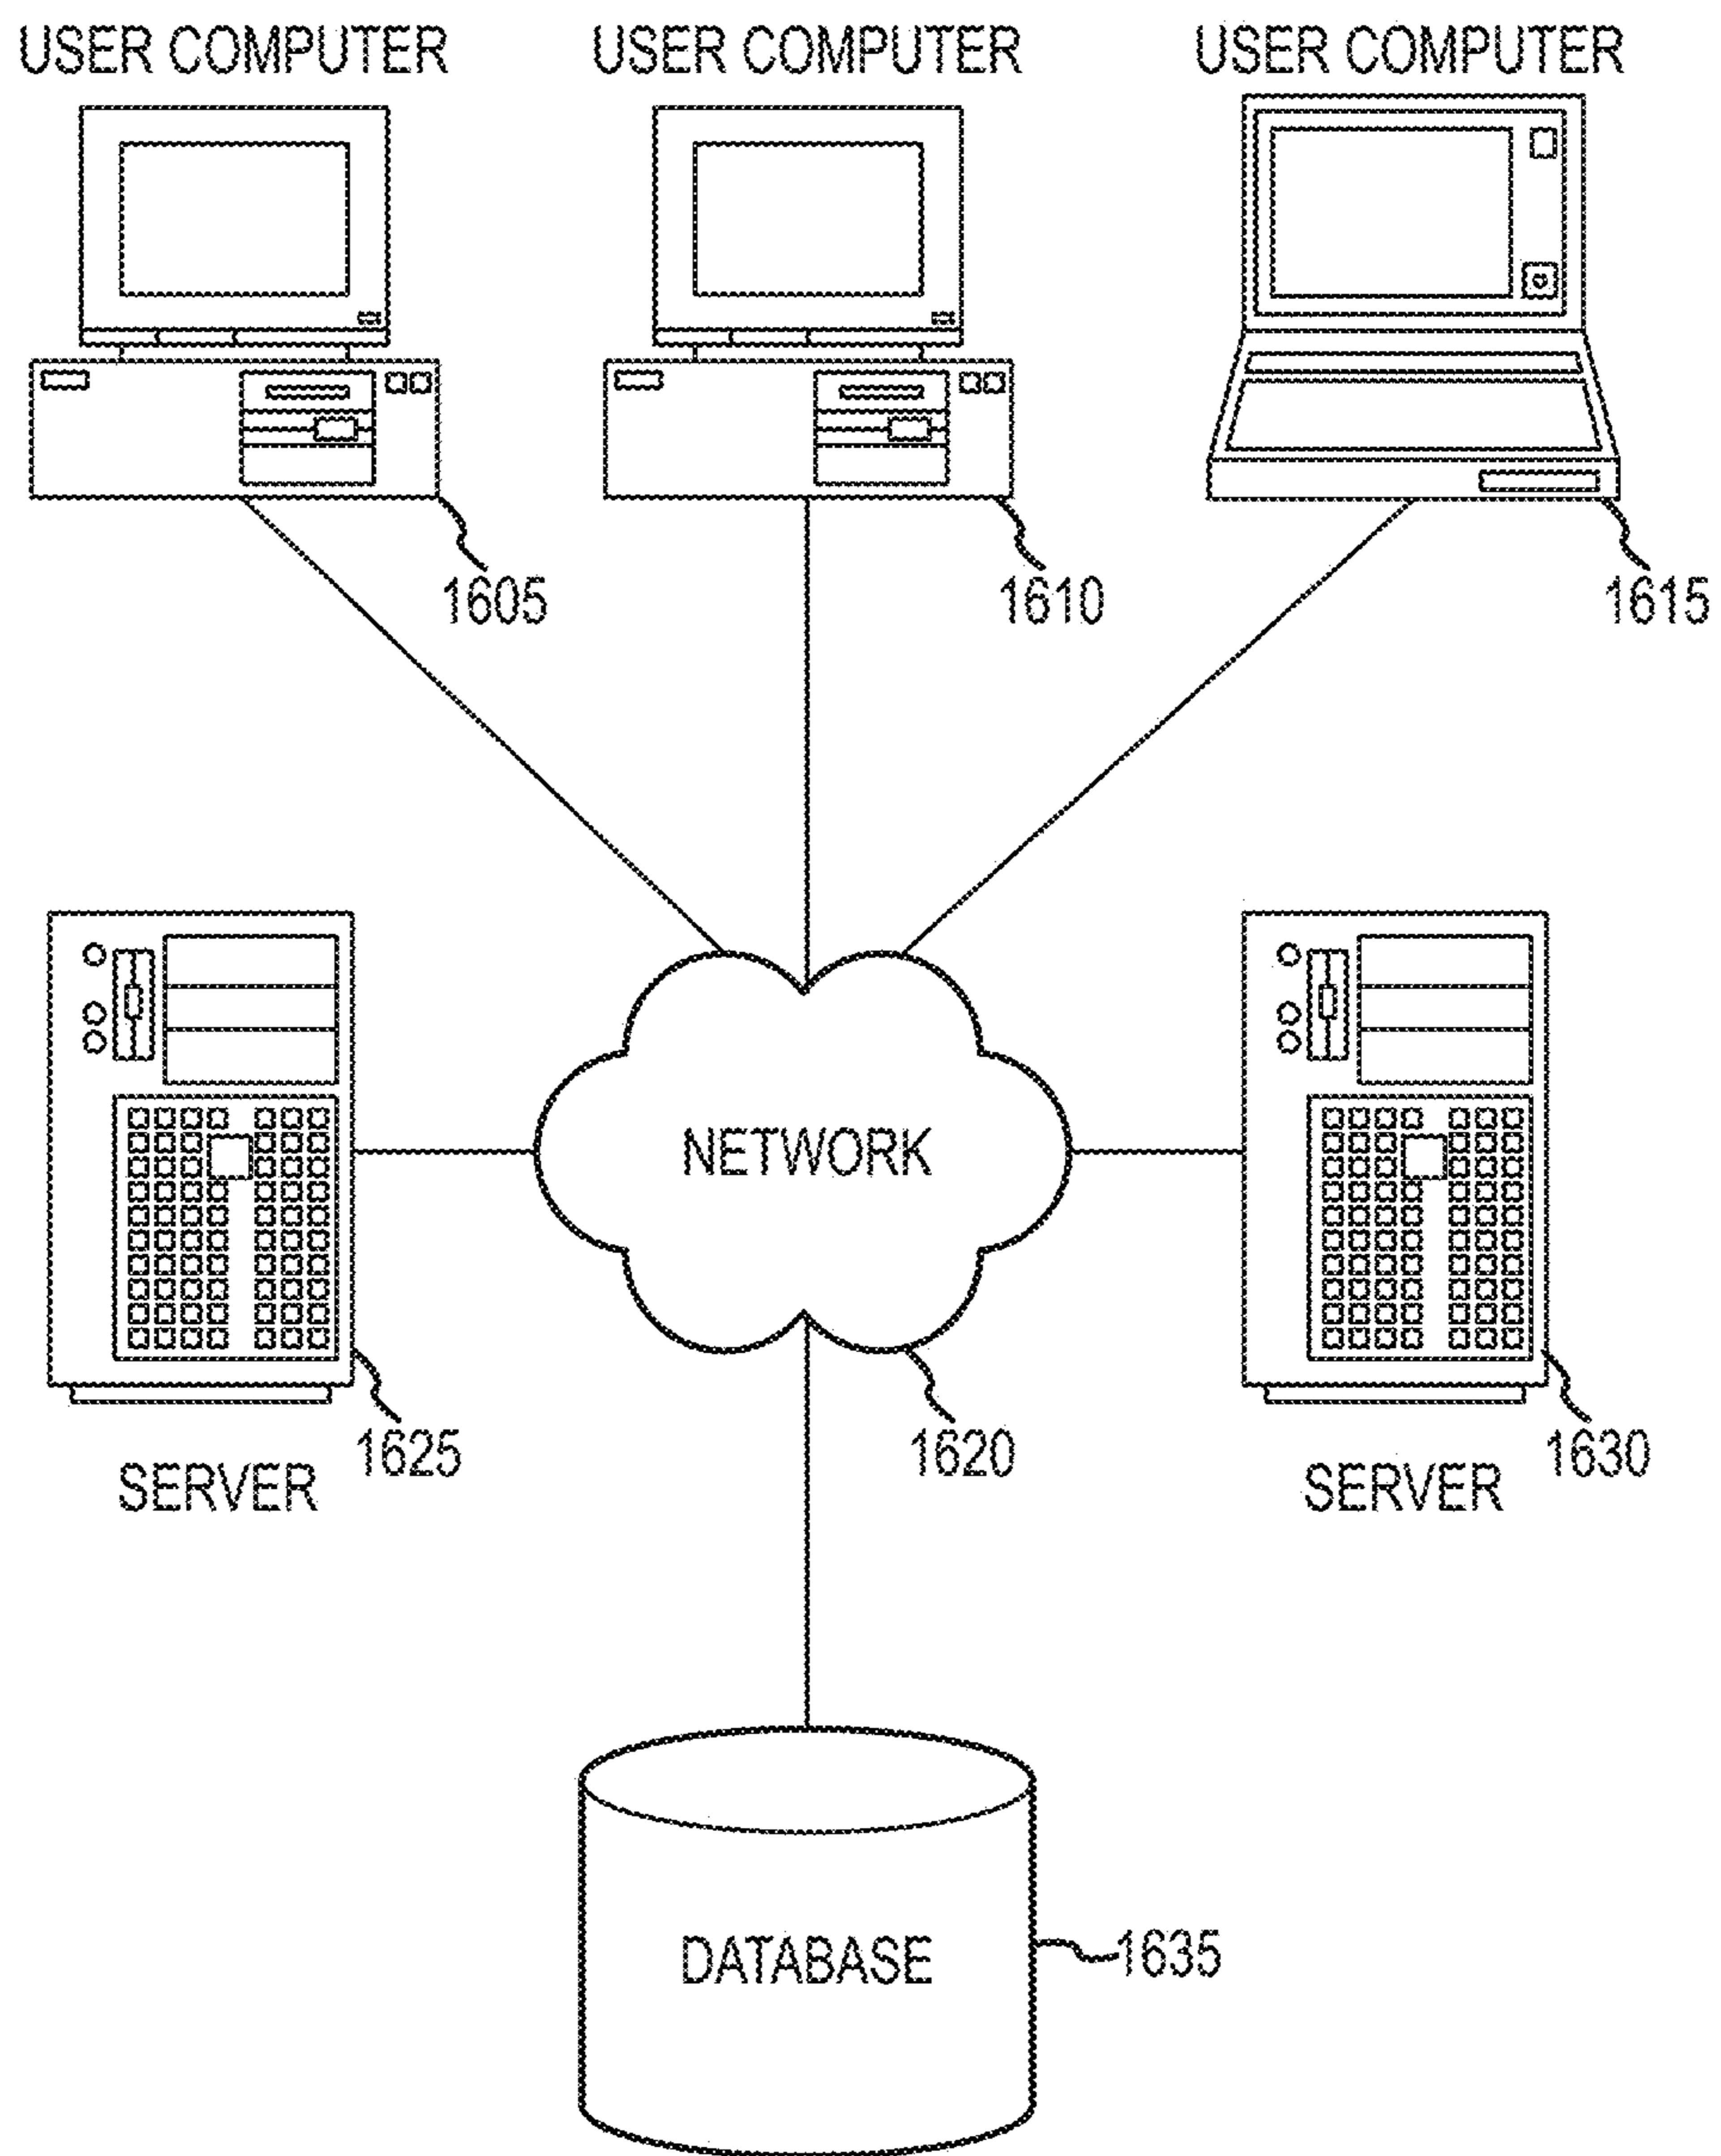 USER COMPUTER
USER COMPUTER
USER COMPUTER
1605
1610
1615
NETWORK
1625
1620
1630
SERVER
SERVER
DATABASE
1635